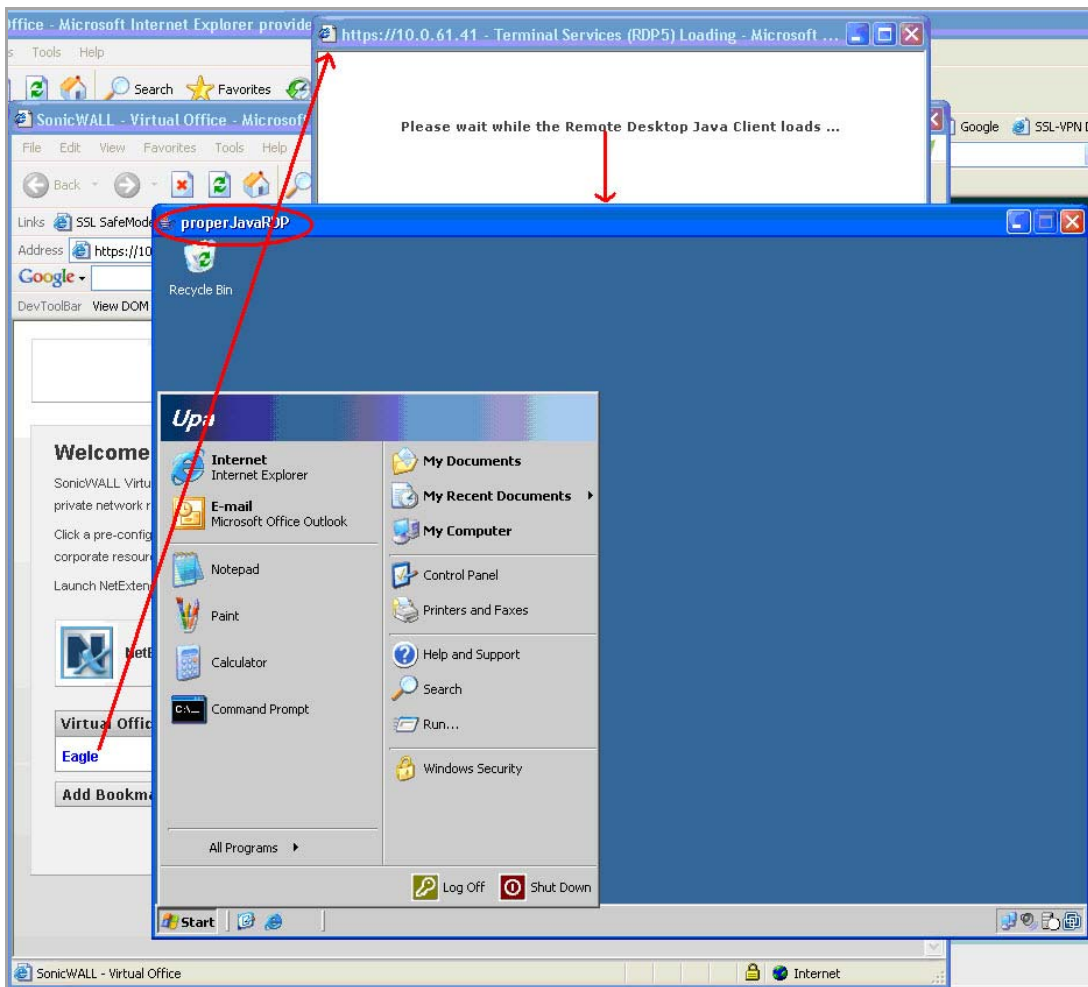 ffice - Microsoft Internet Explorer provide
s Tools Help
Search Favorites
https://10.0.61.41 - Terminal Services (RDP5) Loading - Microsoft ...
Please wait while the Remote Desktop Java Client loads ...
Google SSL-VPN D
SonicWALL - Virtual Office - Microsoft
File Edit View Favorites Tools Help
Back
Links SSL SafeMode
Address https://10
Google
DevToolBar View DOM
properJavaRDP
Recycle Bin
Upa
Internet
Internet Explorer
E-mail
Microsoft Office Outlook
Notepad
Paint
Calculator
C:\_
Command Prompt
All Programs
My Documents
My Recent Documents
My Computer
Control Panel
Printers and Faxes
Help and Support
Search
Run...
Windows Security
Log Off Shut Down
Start
Welcome
SonicWALL Virtu
private network r
Click a pre-config
corporate resour
Launch NetExten
NetE
Virtual Offic
Eagle
Add Bookma
SonicWALL - Virtual Office
Internet